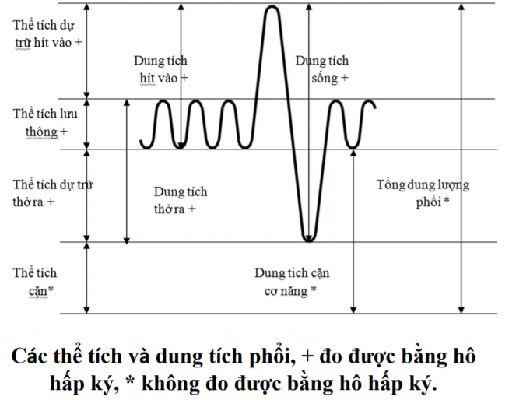 Thể tích dự
trữ hít vào +
Dung tích
hít vào +
Dung tích
sống +
Thể tích lưu
thông +
Thể tích dự trữ
thở ra +
Dung tích
thở ra +
Tổng dung lượng
phổi *
Thể tích
cặn*
Dung tích cặn
cơ năng *
Các thể tích và dung tích phổi, + đo được bằng hô
hấp ký, * không đo được bằng hô hấp ký.